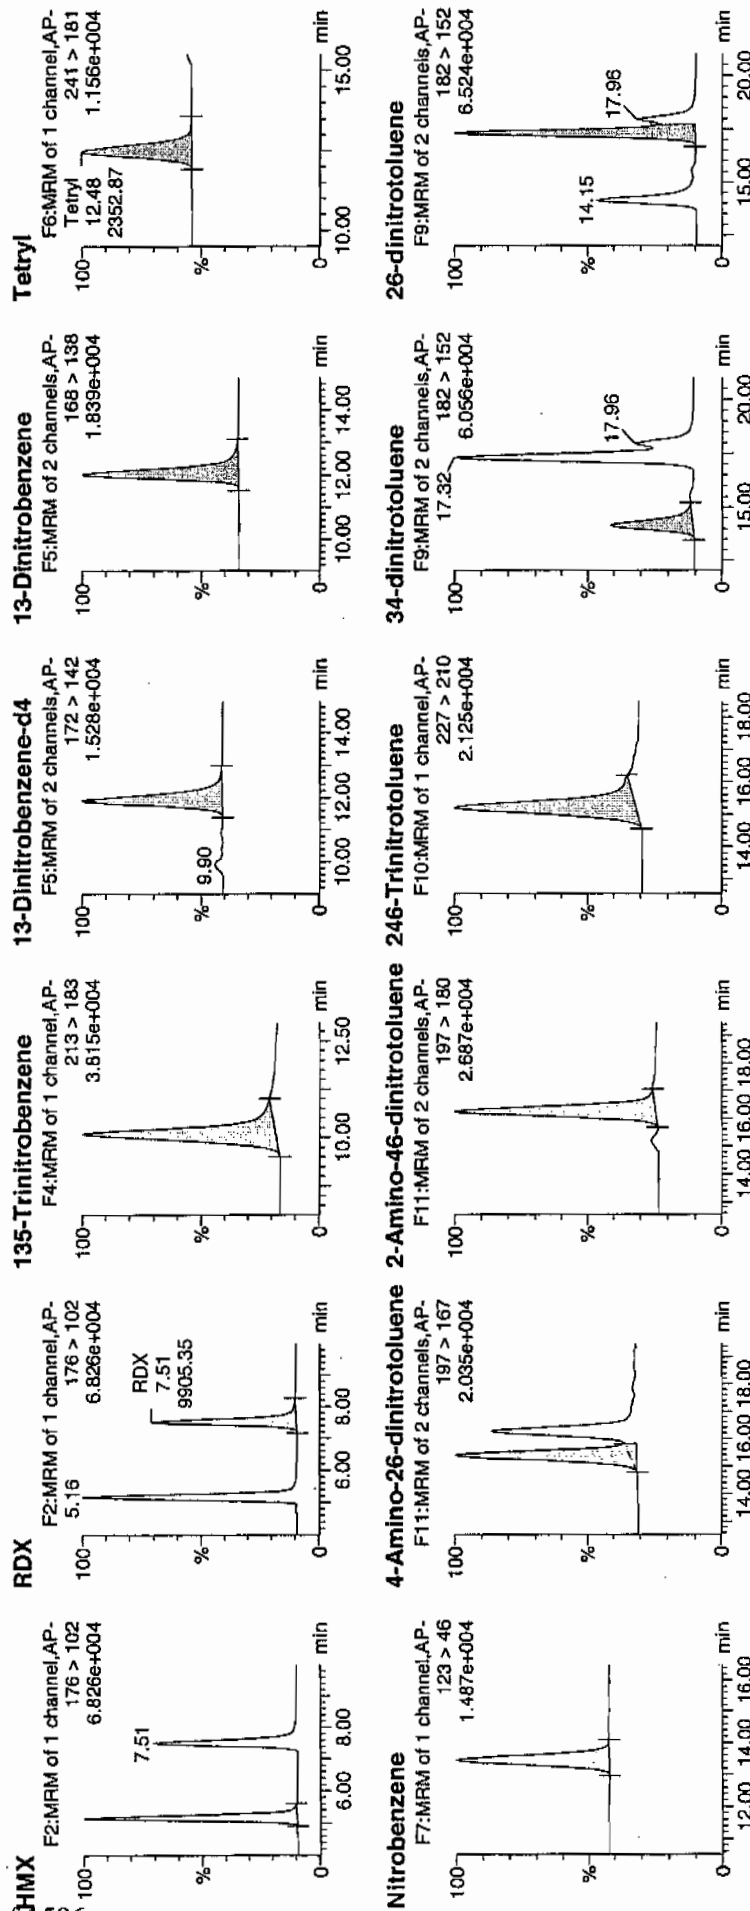 HMX
F2:MRM of 1 channel,AP-
176 > 102
6.826e+004
100
7.51
%
0
6.00
8.00
min
RDX
F2:MRM of 1 channel,AP-
176 > 102
6.826e+004
100
5.16
RDX
7.51
9905.35
%
0
6.00
8.00
min
135-Trinitrobenzene
F4:MRM of 1 channel,AP-
213 > 183
3.815e+004
100
%
0
10.00
12.50
min
13-Dinitrobenzene-d4
F5:MRM of 2 channels,AP-
172 > 142
1.528e+004
100
9.90
%
0
10.00
12.00
14.00
min
13-Dinitrobenzene
F5:MRM of 2 channels,AP-
168 > 138
1.839e+004
100
%
0
10.00
12.00
14.00
min
Tetryl
F6:MRM of 1 channel,AP-
241 > 181
1.156e+004
100
Tetryl
12.48
2352.87
%
0
10.00
15.00
min
Nitrobenzene
F7:MRM of 1 channel,AP-
123 > 46
1.487e+004
100
%
0
12.00
14.00
16.00
min
4-Amino-26-dinitrotoluene
F11:MRM of 2 channels,AP-
197 > 167
2.035e+004
100
%
0
14.00
16.00
18.00
min
2-Amino-46-dinitrotoluene
F11:MRM of 2 channels,AP-
197 > 180
2.687e+004
100
%
0
14.00
16.00
18.00
min
246-Trinitrotoluene
F10:MRM of 1 channel,AP-
227 > 210
2.125e+004
100
%
0
14.00
16.00
18.00
min
34-dinitrotoluene
F9:MRM of 2 channels,AP-
182 > 152
6.056e+004
100
17.32
17.96
%
0
15.00
20.00
min
26-dinitrotoluene
F9:MRM of 2 channels,AP-
182 > 152
6.524e+004
100
14.15
17.96
%
0
15.00
20.00
min